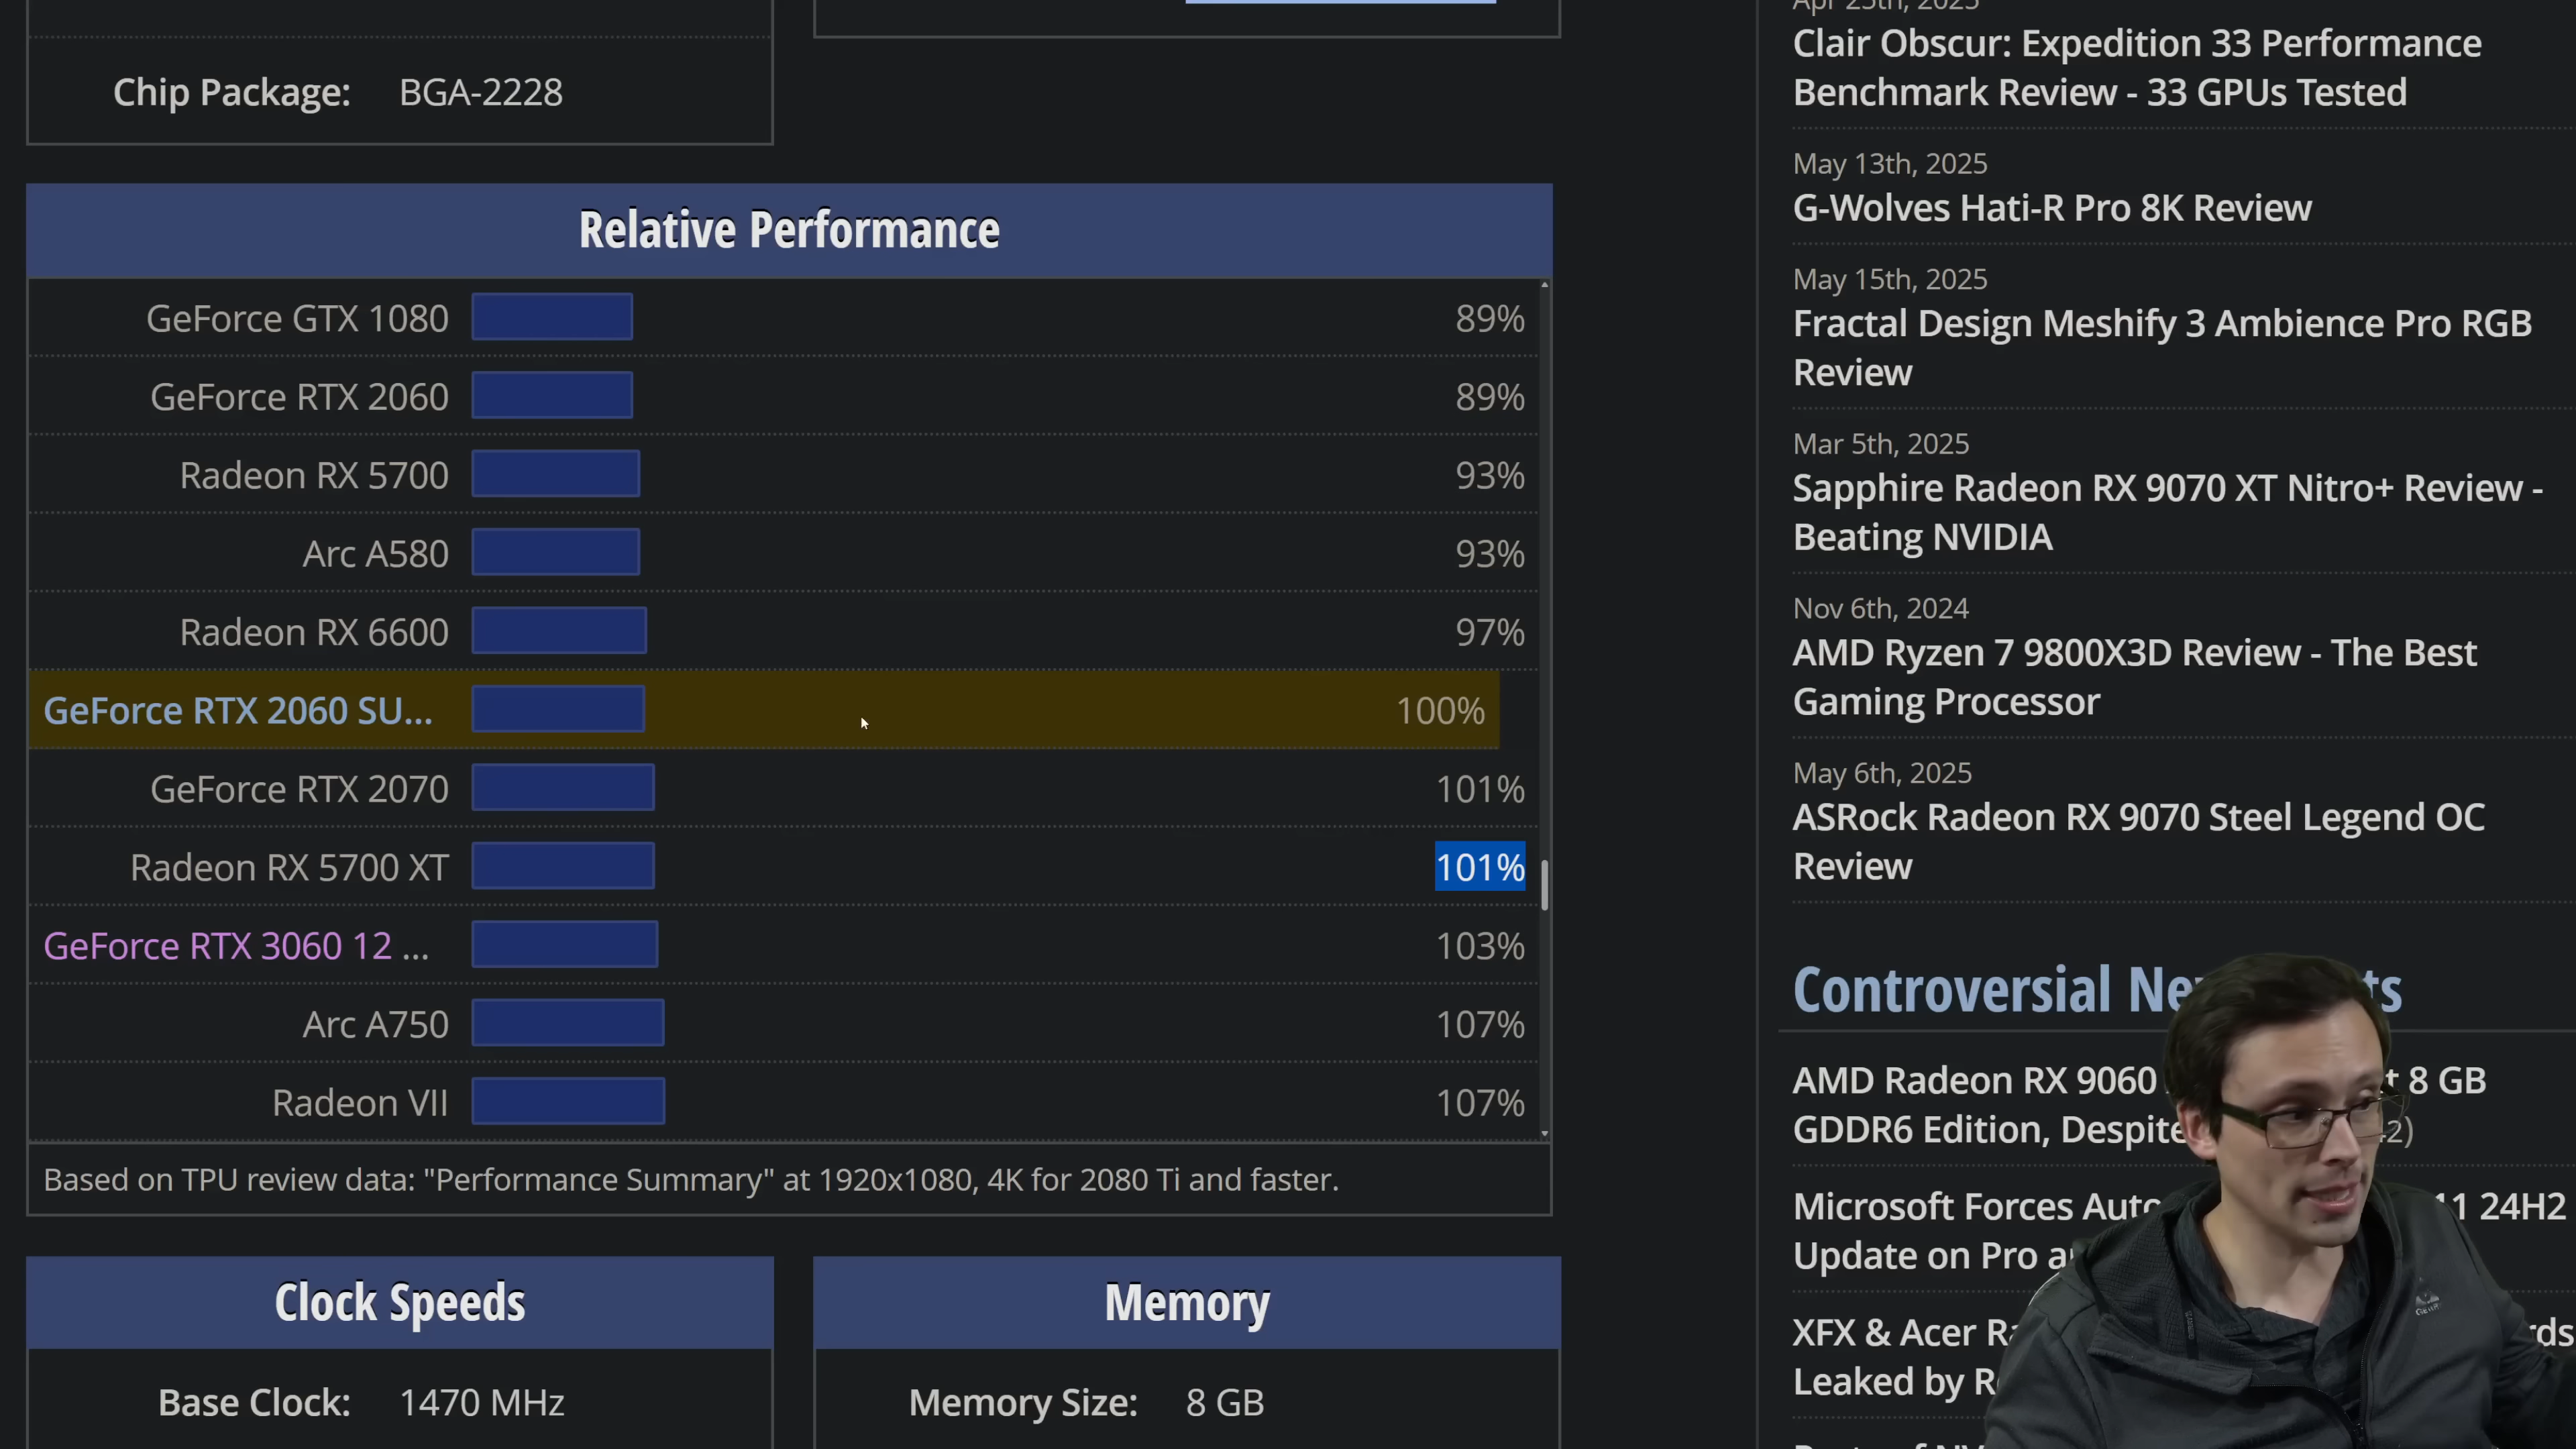 Chip Package: BGA-2228
Relative Performance
GeForce GTX 1080 89%
GeForce RTX 2060 89%
Radeon RX 5700 93%
Arc A580 93%
Radeon RX 6600 97%
GeForce RTX 2060 SU... 100%
GeForce RTX 2070 101%
Radeon RX 5700 XT 101%
GeForce RTX 3060 12 ... 103%
Arc A750 107%
Radeon VII 107%
Based on TPU review data: "Performance Summary" at 1920x1080, 4K for 2080 Ti and faster.
Clock Speeds
Base Clock: 1470 MHz
Memory
Memory Size: 8 GB
Apr 25th, 2025
Clair Obscur: Expedition 33 Performance
Benchmark Review - 33 GPUs Tested
May 13th, 2025
G-Wolves Hati-R Pro 8K Review
May 15th, 2025
Fractal Design Meshify 3 Ambience Pro RGB
Review
Mar 5th, 2025
Sapphire Radeon RX 9070 XT Nitro+ Review -
Beating NVIDIA
Nov 6th, 2024
AMD Ryzen 7 9800X3D Review - The Best
Gaming Processor
May 6th, 2025
ASRock Radeon RX 9070 Steel Legend OC
Review
Controversial
AMD Radeon RX 9060 8 GB
GDDR6 Edition, Despite
Microsoft Forces 11 24H2
Update on Pro
XFX & Acer
Leaked by